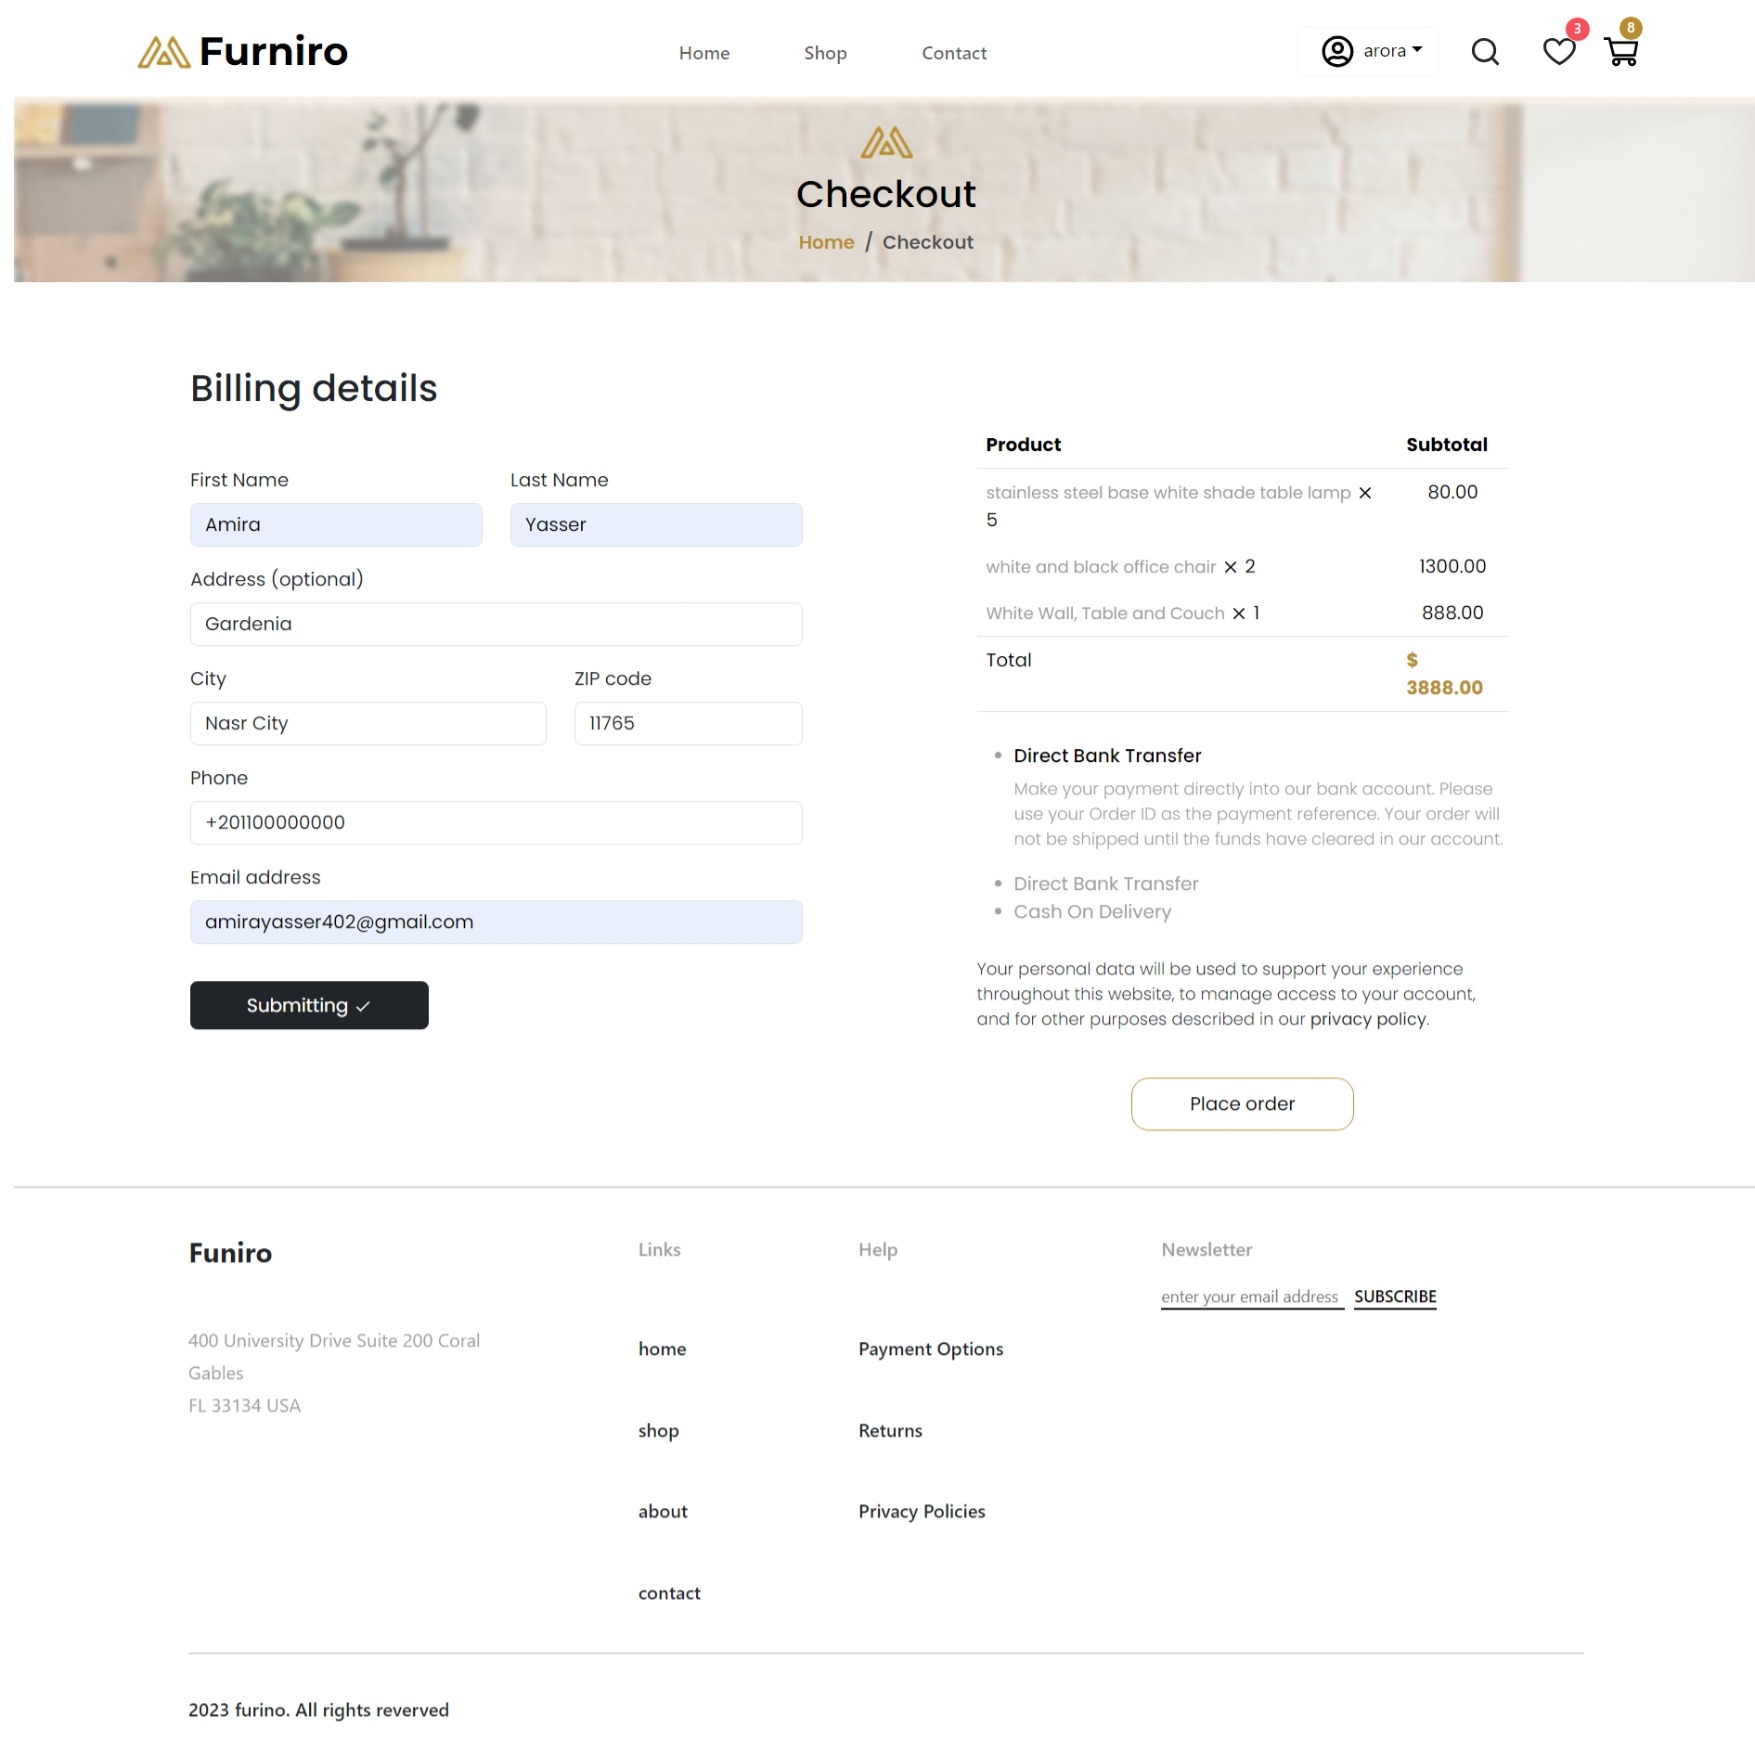 Furniro
Home Shop Contact
arora
3
8
Checkout
Home / Checkout
Billing details
First Name Last Name
Amira Yasser
Address (optional)
Gardenia
City ZIP code
Nasr City 11765
Phone
+201100000000
Email address
amirayasser402@gmail.com
Submitting ✓
Product Subtotal
stainless steel base white shade table lamp × 80.00
5
white and black office chair × 2 1300.00
White Wall, Table and Couch × 1 888.00
Total $
3888.00
• Direct Bank Transfer
Make your payment directly into our bank account. Please
use your Order ID as the payment reference. Your order will
not be shipped until the funds have cleared in our account.
• Direct Bank Transfer
• Cash On Delivery
Your personal data will be used to support your experience
throughout this website, to manage access to your account,
and for other purposes described in our privacy policy.
Place order
Funiro
400 University Drive Suite 200 Coral
Gables
FL 33134 USA
Links
home
shop
about
contact
Help
Payment Options
Returns
Privacy Policies
Newsletter
enter your email address SUBSCRIBE
2023 furino. All rights reverved